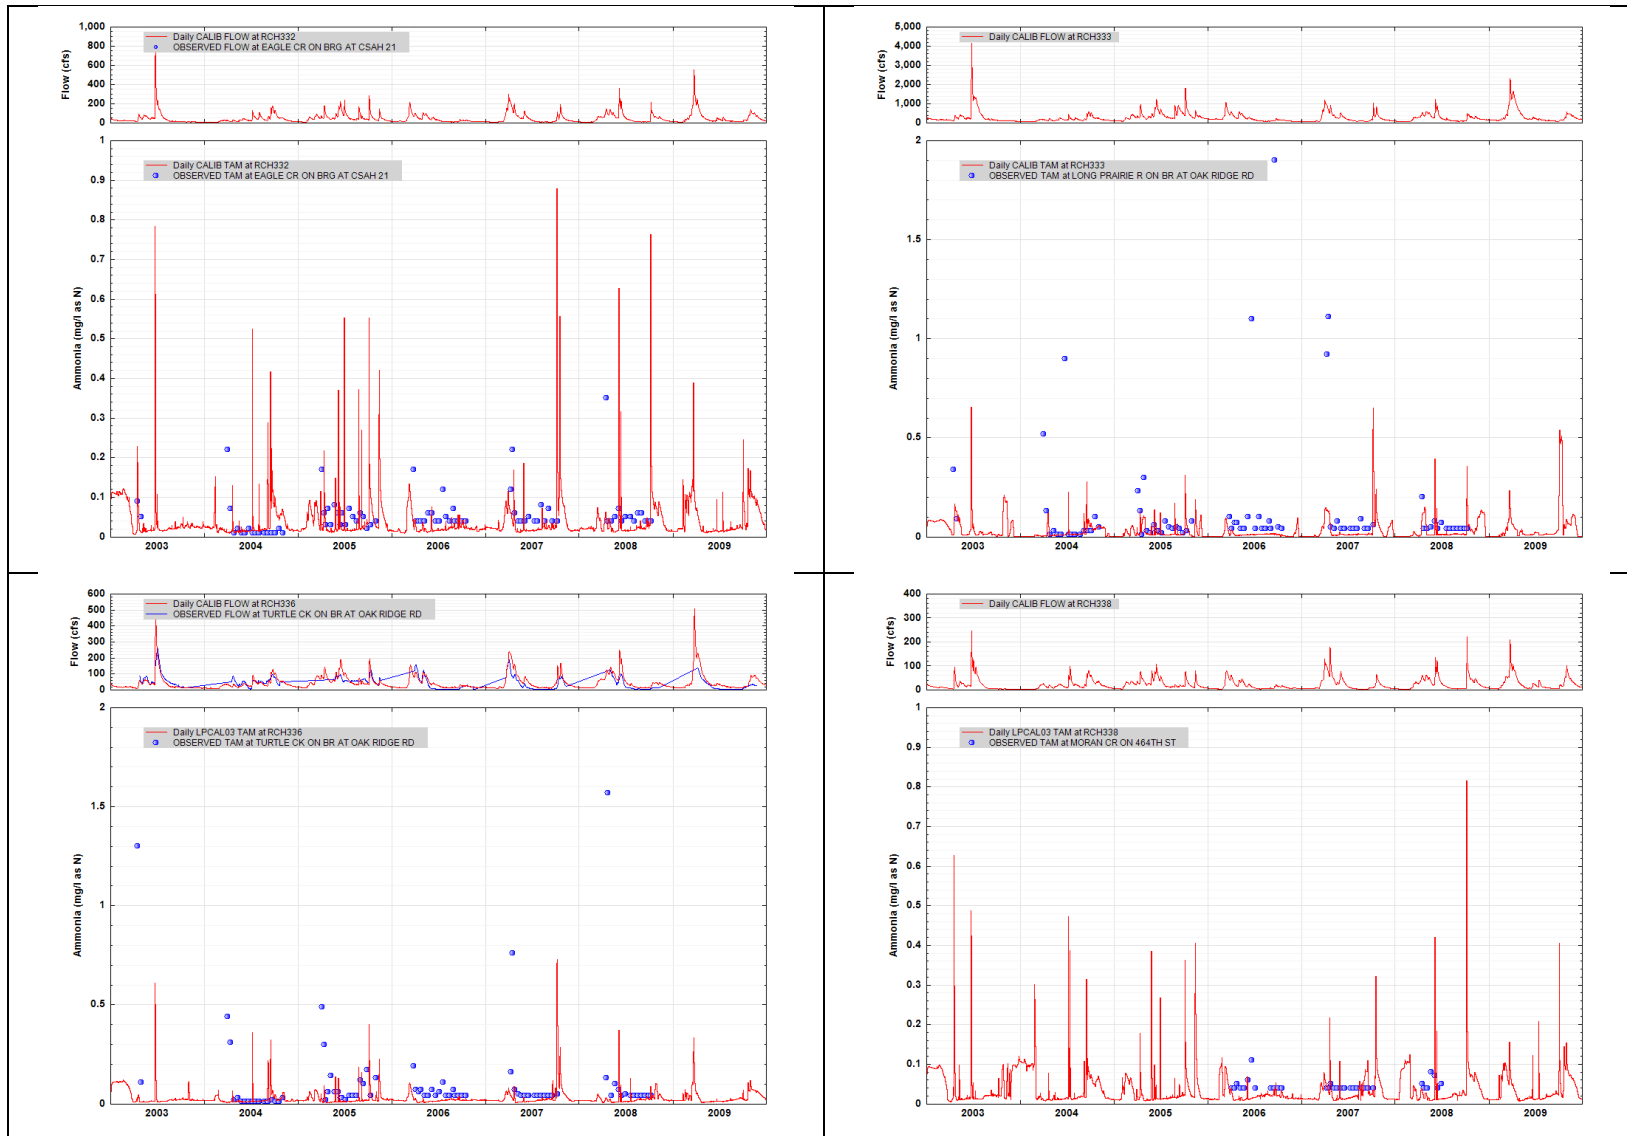 1,000
800
600
400
200
0
Flow (cfs)
Daily CALIB FLOW at RCH332
OBSERVED FLOW at EAGLE CR ON BRG AT CSAH 21
1
0.9
0.8
0.7
0.6
0.5
0.4
0.3
0.2
0.1
0
Ammonia (mg/l as N)
Daily CALIB TAM at RCH332
OBSERVED TAM at EAGLE CR ON BRG AT CSAH 21
2003 2004 2005 2006 2007 2008 2009
5,000
4,000
3,000
2,000
1,000
0
Flow (cfs)
Daily CALIB FLOW at RCH333
2
1.5
1
0.5
0
Ammonia (mg/l as N)
Daily CALIB TAM at RCH333
OBSERVED TAM at LONG PRAIRIE R ON BR AT OAK RIDGE RD
2003 2004 2005 2006 2007 2008 2009
600
500
400
300
200
100
0
Flow (cfs)
Daily CALIB FLOW at RCH336
OBSERVED FLOW at TURTLE CK ON BR AT OAK RIDGE RD
2
1.5
1
0.5
0
Ammonia (mg/l as N)
Daily LPCAL03 TAM at RCH336
OBSERVED TAM at TURTLE CK ON BR AT OAK RIDGE RD
2003 2004 2005 2006 2007 2008 2009
400
300
200
100
0
Flow (cfs)
Daily CALIB FLOW at RCH338
1
0.9
0.8
0.7
0.6
0.5
0.4
0.3
0.2
0.1
0
Ammonia (mg/l as N)
Daily LPCAL03 TAM at RCH338
OBSERVED TAM at MORAN CR ON 464TH ST
2003 2004 2005 2006 2007 2008 2009